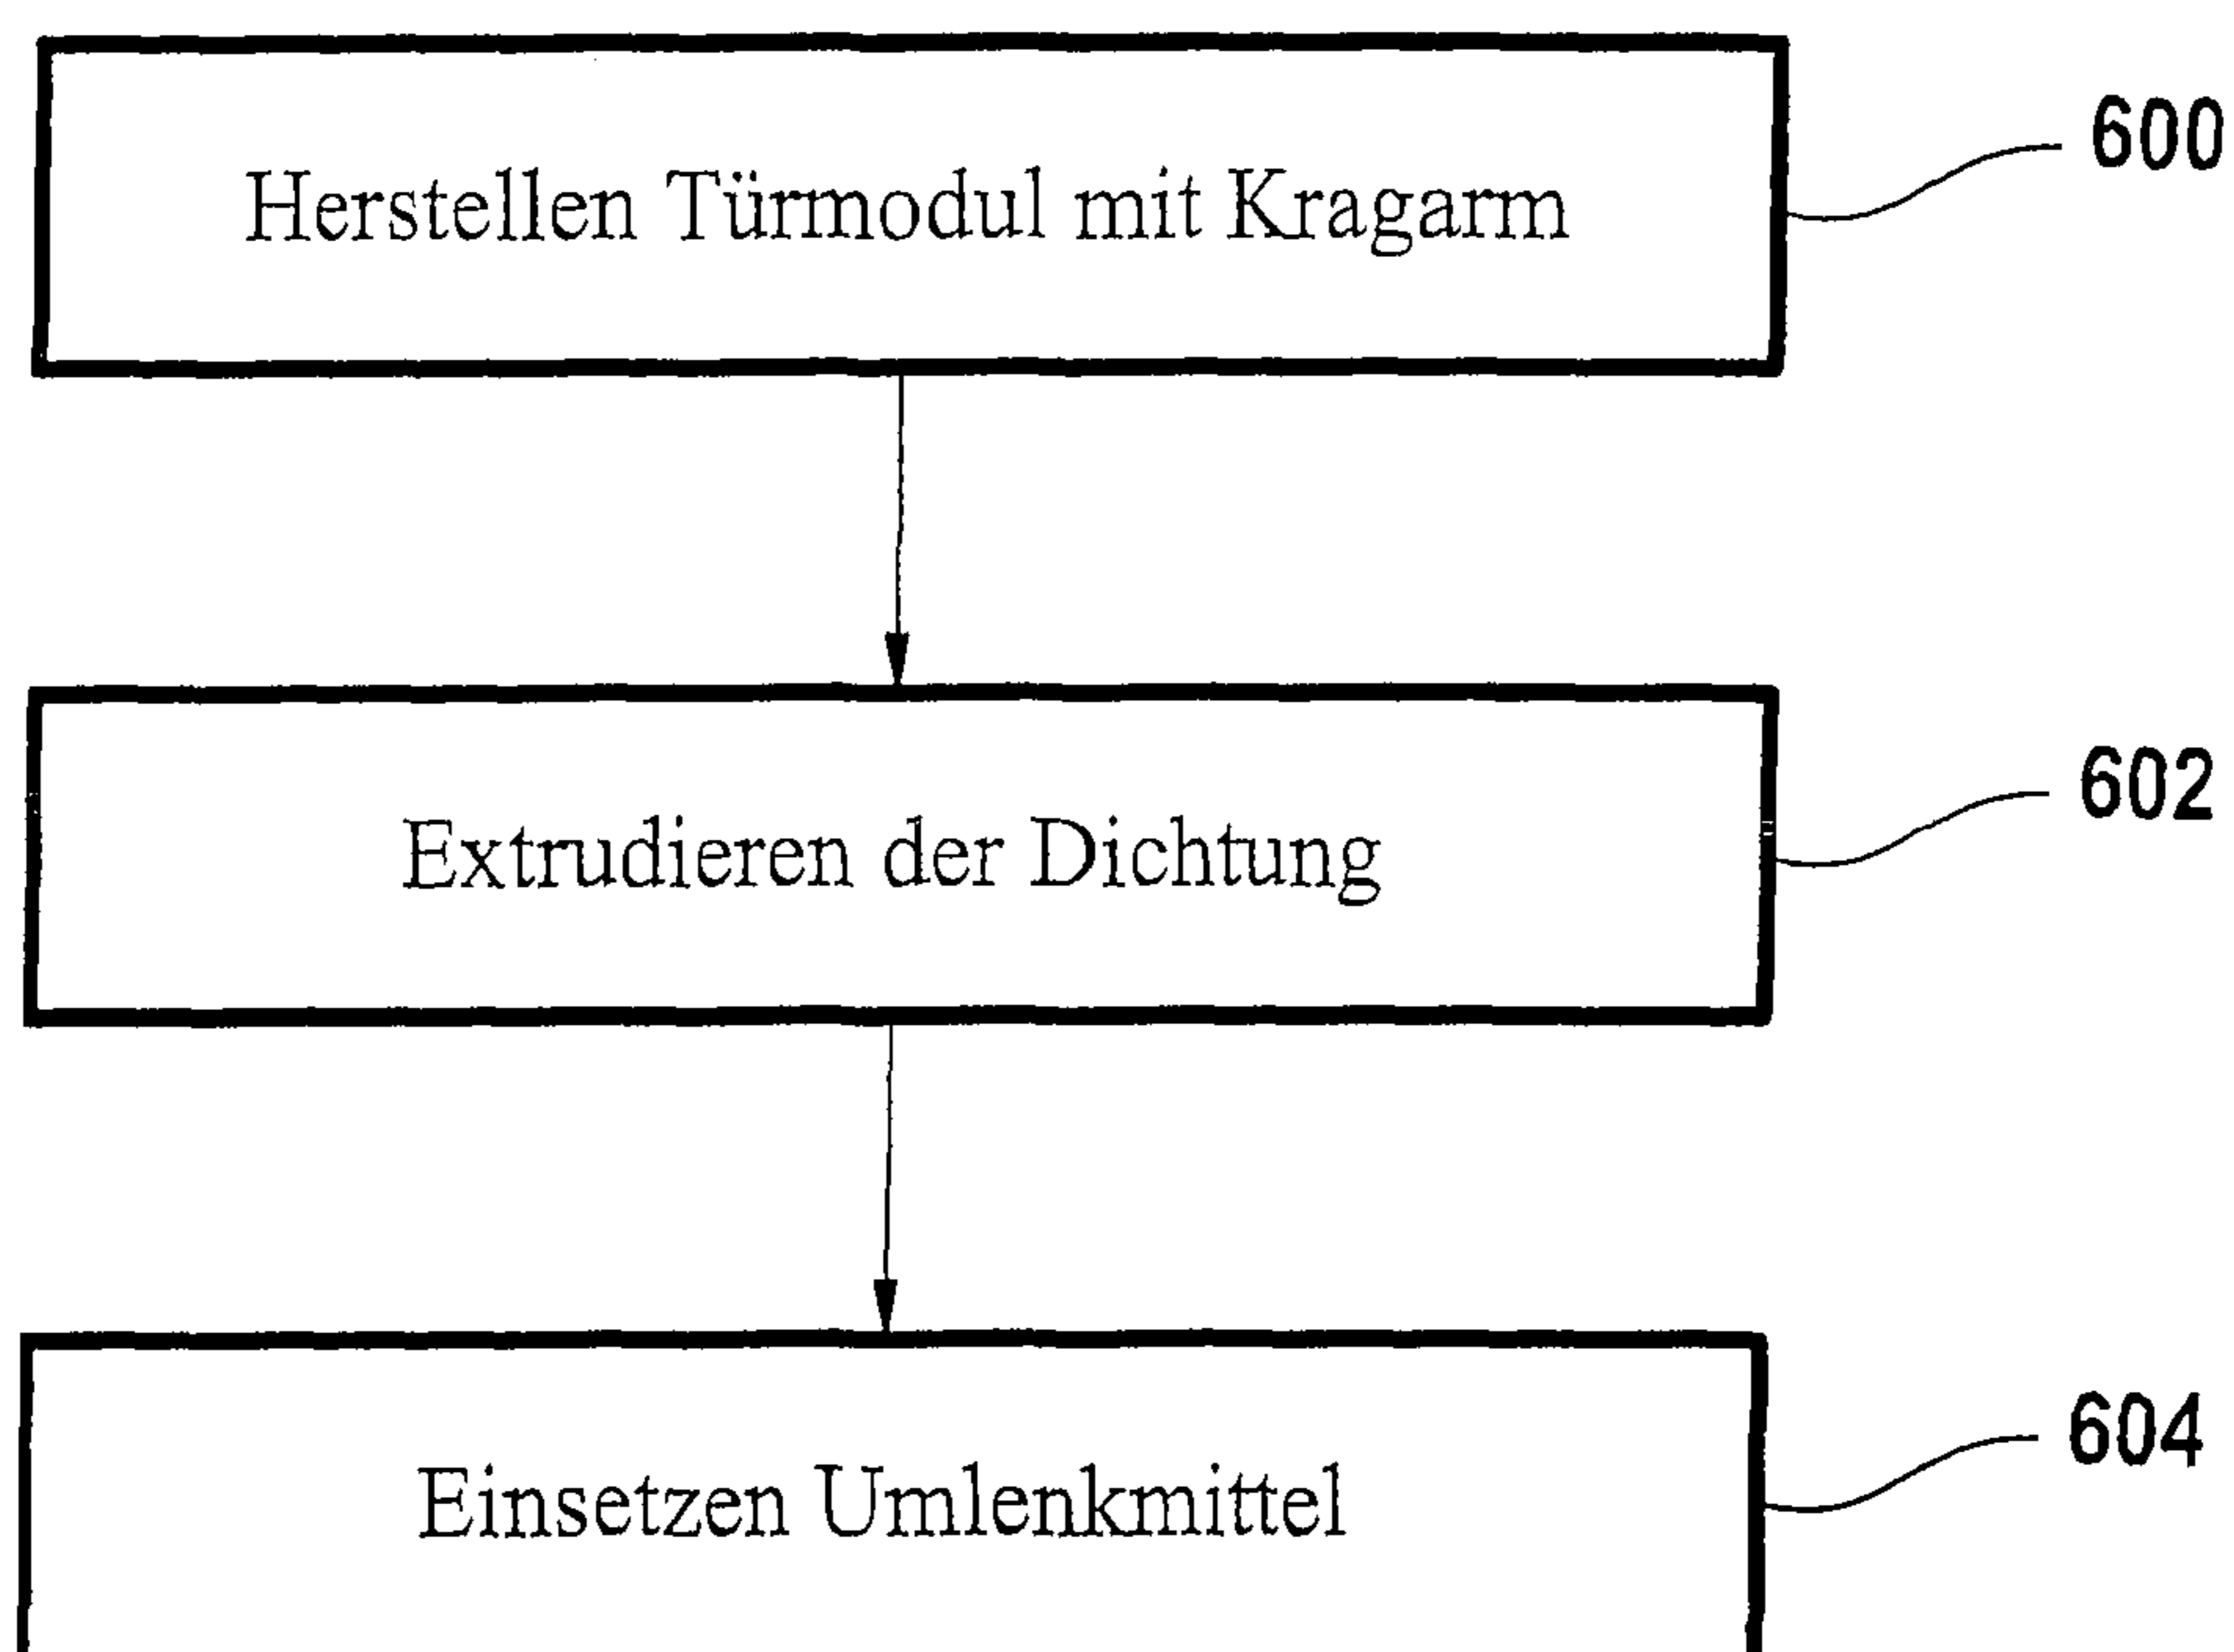 Herstellen Türmodul mit Kragarm
600
Extrudieren der Dichtung
602
Einsetzen Umlenkmittel
604